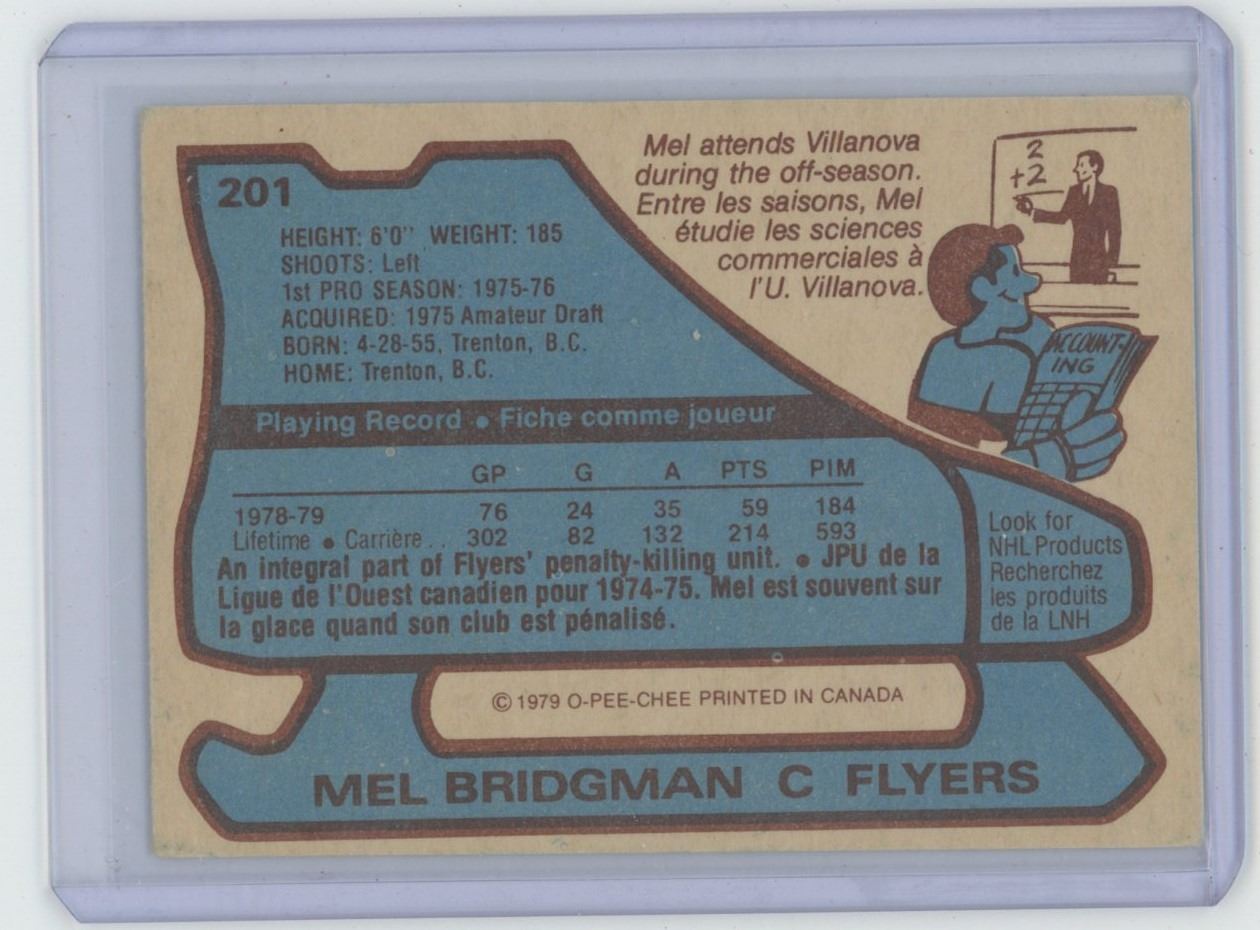 201
HEIGHT: 6'0" WEIGHT: 185
SHOOTS: Left
1st PRO SEASON: 1975-76
ACQUIRED: 1975 Amateur Draft
BORN: 4-28-55, Trenton, B.C.
HOME: Trenton, B.C.
Mel attends Villanova
during the off-season.
Entre les saisons, Mel
étudie les sciences
commerciales à
l'U. Villanova.
2
+2
ACCOUNT-
ING
Playing Record • Fiche comme joueur
GP G A PTS PIM
1978-79 76 24 35 59 184
Lifetime • Carrière . . 302 82 132 214 593
An integral part of Flyers' penalty-killing unit. • JPU de la
Ligue de l'Ouest canadien pour 1974-75. Mel est souvent sur
la glace quand son club est pénalisé.
Look for
NHL Products
Recherchez
les produits
de la LNH
© 1979 O-PEE-CHEE PRINTED IN CANADA
MEL BRIDGMAN C FLYERS